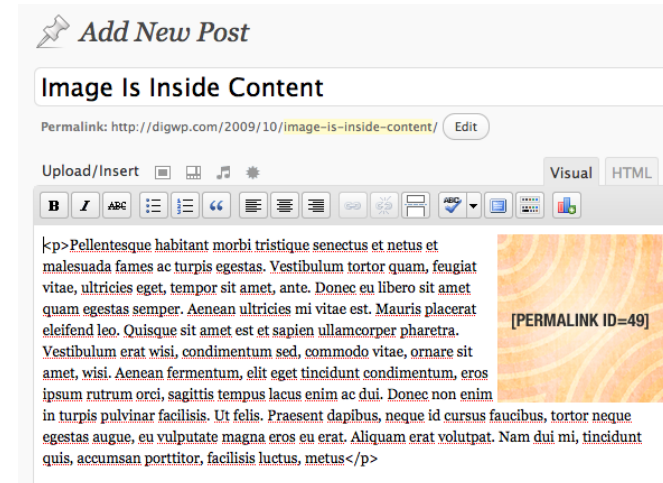 Add New Post
Image Is Inside Content
Permalink: http://digwp.com/2009/10/image-is-inside-content/ Edit
Upload/Insert Visual HTML
B I ABC ABC
<p>Pellentesque habitant morbi tristique senectus et netus et
malesuada fames ac turpis egestas. Vestibulum tortor quam, feugiat
vitae, ultricies eget, tempor sit amet, ante. Donec eu libero sit amet
quam egestas semper. Aenean ultricies mi vitae est. Mauris placerat
eleifend leo. Quisque sit amet est et sapien ullamcorper pharetra.
Vestibulum erat wisi, condimentum sed, commodo vitae, ornare sit
amet, wisi. Aenean fermentum, elit eget tincidunt condimentum, eros
ipsum rutrum orci, sagittis tempus lacus enim ac dui. Donec non enim
in turpis pulvinar facilisis. Ut felis. Praesent dapibus, neque id cursus faucibus, tortor neque
egestas augue, eu vulputate magna eros eu erat. Aliquam erat volutpat. Nam dui mi, tincidunt
quis, accumsan porttitor, facilisis luctus, metus</p>
[PERMALINK ID=49]